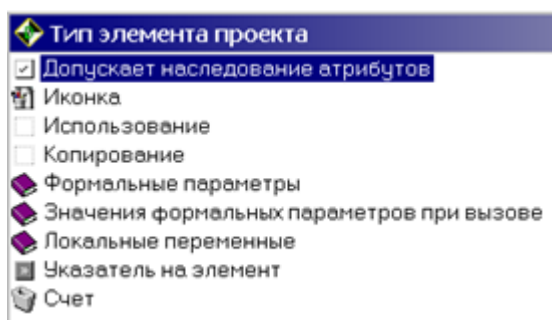 Тип элемента проекта
Допускает наследование атрибутов
Иконка
Использование
Копирование
Формальные параметры
Значения формальных параметров при вызове
Локальные переменные
Указатель на элемент
Счет